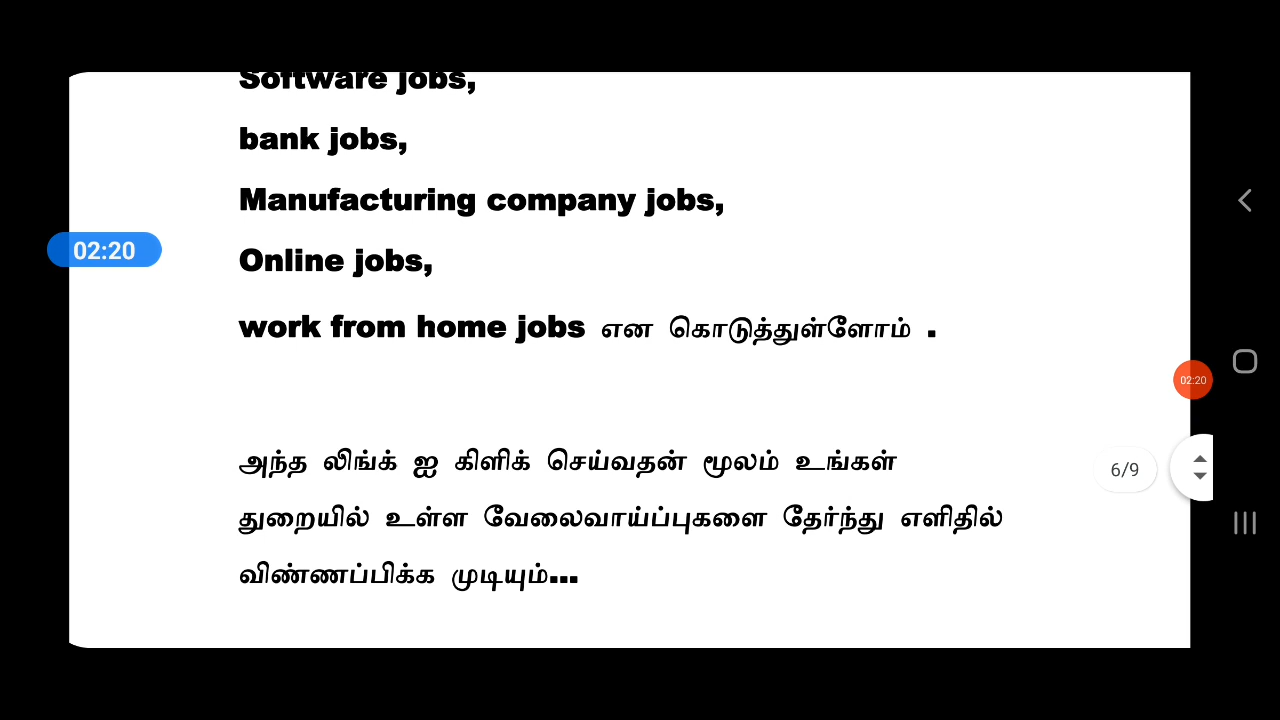 Software jobs,
bank jobs,
Manufacturing company jobs,
02:20
Online jobs,
work from home jobs என கொடுத்துள்ளோம் .
02:20
அந்த லிங்க் ஐ கிளிக் செய்வதன் மூலம் உங்கள்
6/9
துறையில் உள்ள வேலைவாய்ப்புகளை தேர்ந்து எளிதில்
விண்ணப்பிக்க முடியும்...